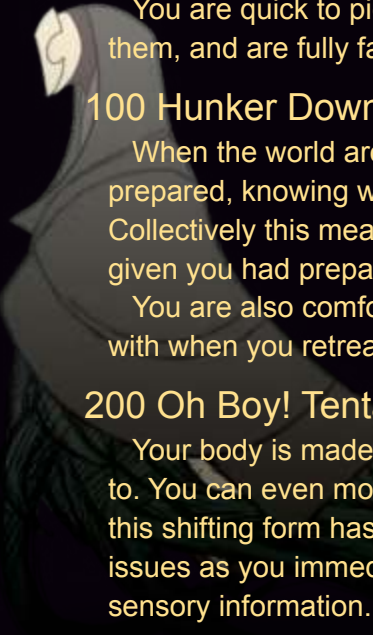 You are quick to pi
them, and are fully fa
100 Hunker Down
When the world are
prepared, knowing w
Collectively this mea
given you had prepar
You are also comfo
with when you retrea
200 Oh Boy! Tenta
Your body is made
to. You can even mo
this shifting form has
issues as you immed
sensory information.